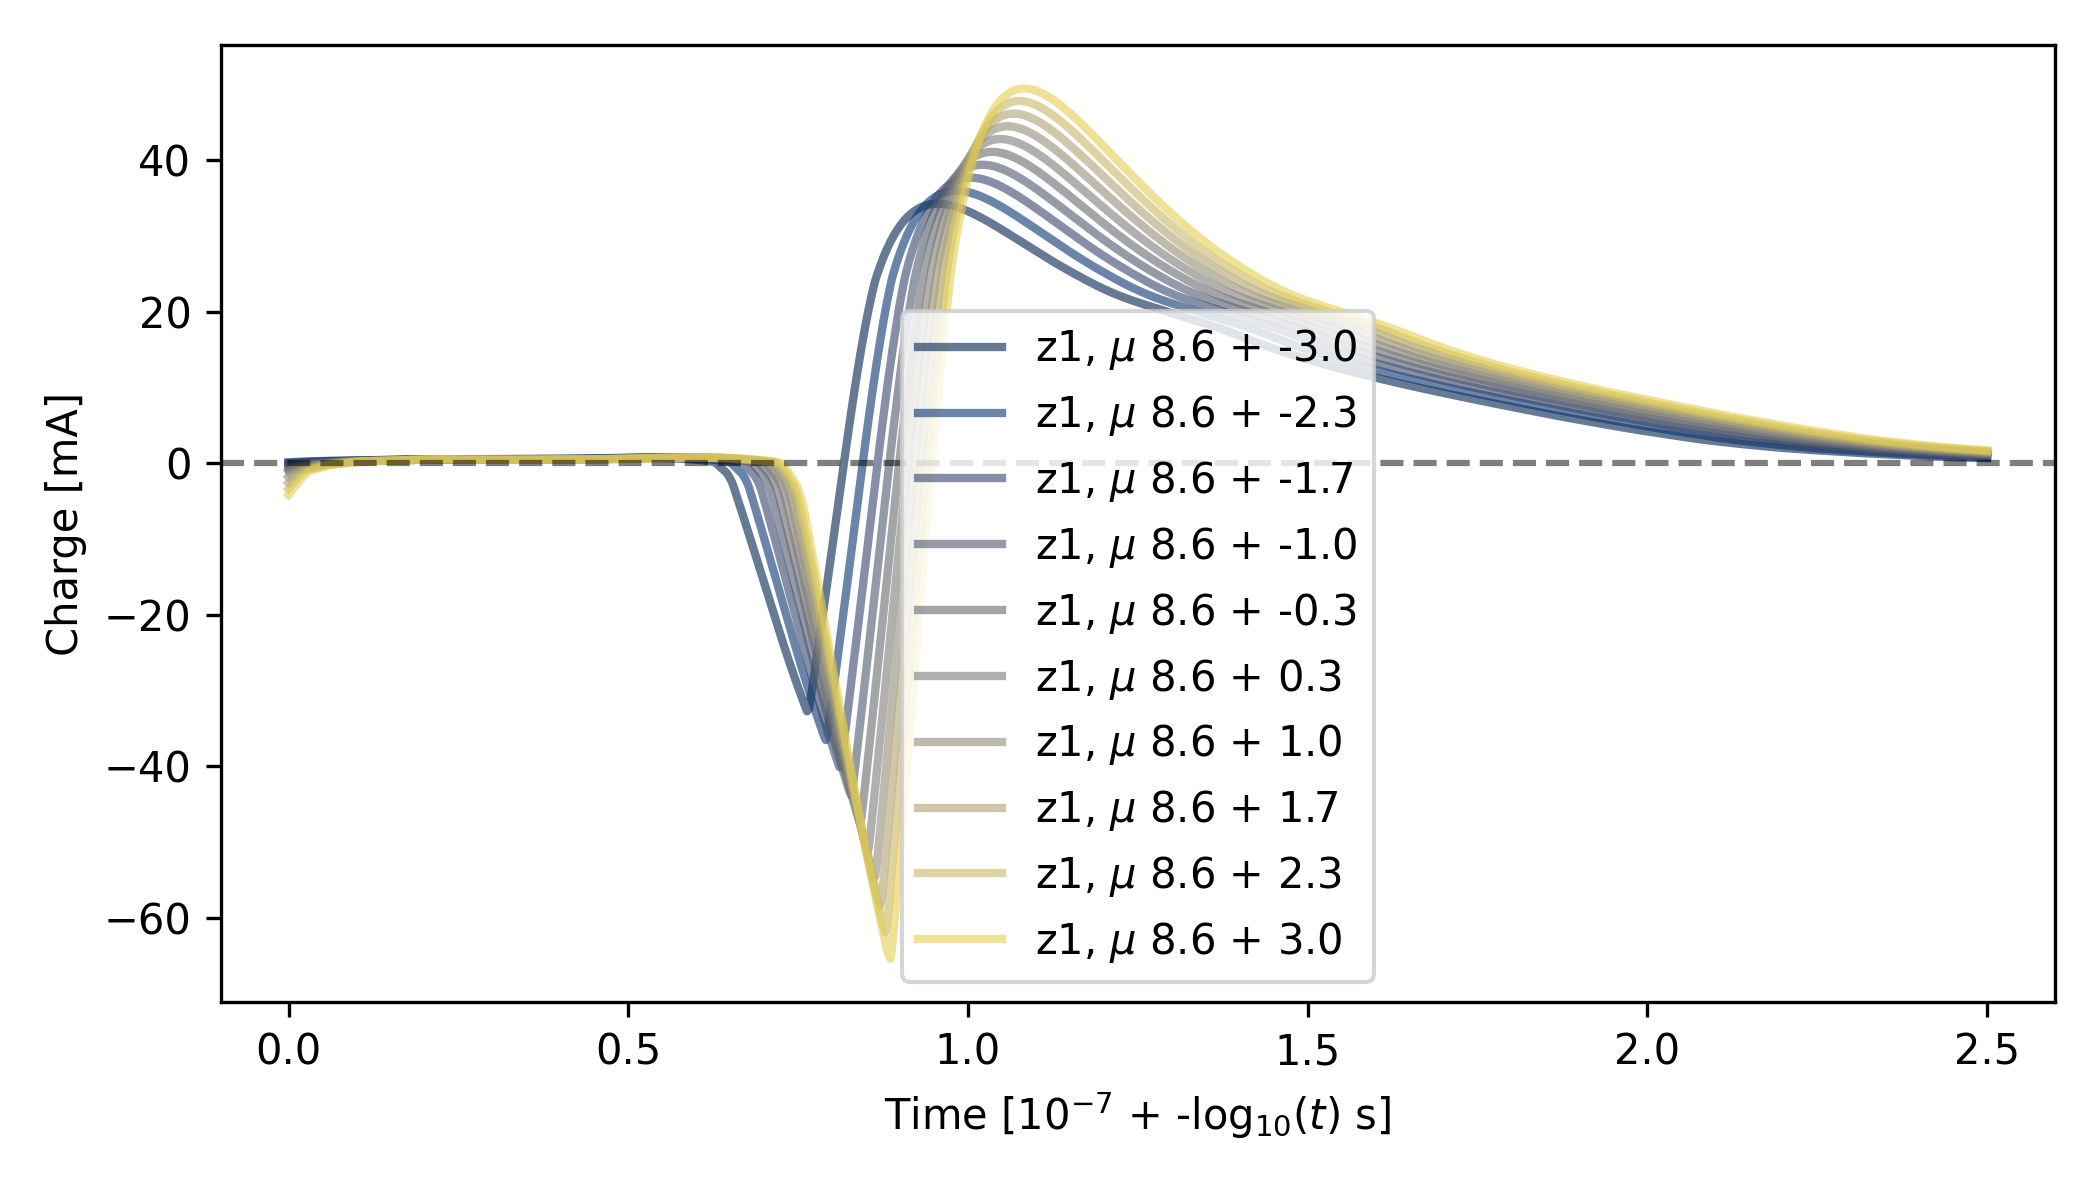 Charge [mA]
40
20
0
−20
−40
−60
z1, μ 8.6 + -3.0
z1, μ 8.6 + -2.3
z1, μ 8.6 + -1.7
z1, μ 8.6 + -1.0
z1, μ 8.6 + -0.3
z1, μ 8.6 + 0.3
z1, μ 8.6 + 1.0
z1, μ 8.6 + 1.7
z1, μ 8.6 + 2.3
z1, μ 8.6 + 3.0
0.0 0.5 1.0 1.5 2.0 2.5
Time [10⁻⁷ + -log₁₀(t) s]